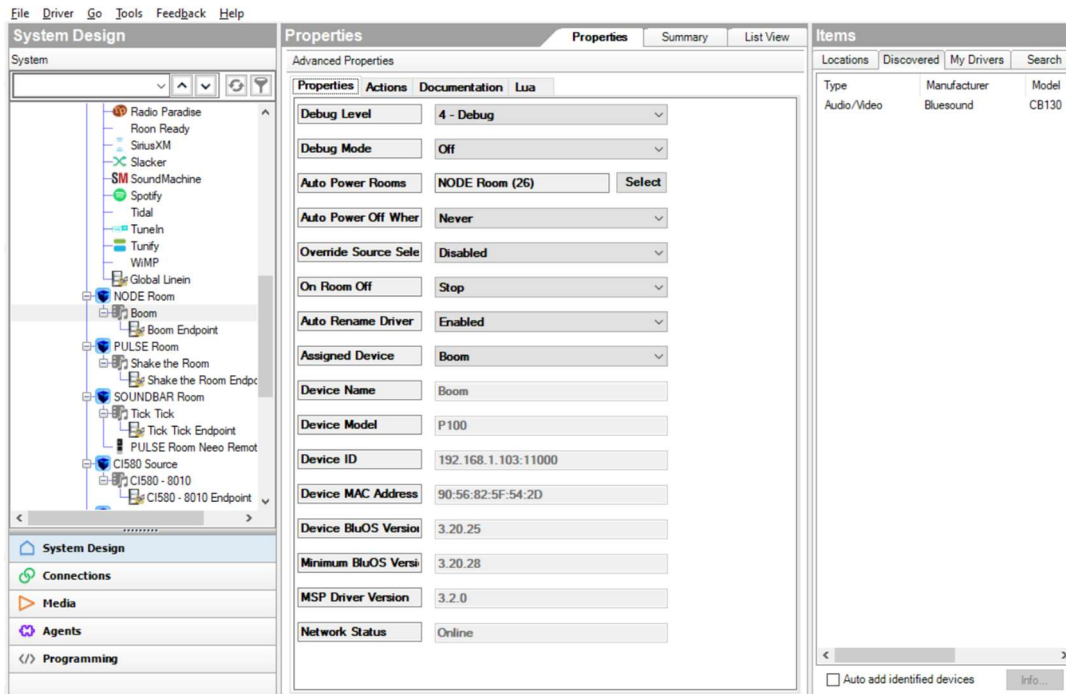 File Driver Go Tools Feedback Help
System Design
System
Radio Paradise
Roon Ready
SiriusXM
Slacker
SM SoundMachine
Spotify
Tidal
TuneIn
Tunify
WiMP
Global Linein
NODE Room
Boom
Boom Endpoint
PULSE Room
Shake the Room
Shake the Room Endpo
SOUNDBAR Room
Tick Tick
Tick Tick Endpoint
PULSE Room Neeo Remot
CI580 Source
CI580 - 8010
CI580 - 8010 Endpoint
System Design
Connections
Media
Agents
Programming
Properties Properties Summary List View
Advanced Properties
Properties Actions Documentation Lua
Debug Level 4 - Debug
Debug Mode Off
Auto Power Rooms NODE Room (26) Select
Auto Power Off Wher Never
Override Source Sele Disabled
On Room Off Stop
Auto Rename Driver Enabled
Assigned Device Boom
Device Name Boom
Device Model P100
Device ID 192.168.1.103:11000
Device MAC Address 90:56:82:5F:54:2D
Device BluOS Version 3.20.25
Minimum BluOS Versi 3.20.28
MSP Driver Version 3.2.0
Network Status Online
Items
Locations Discovered My Drivers Search
Type Manufacturer Model
Audio/Video Bluesound CB130
Auto add identified devices Info...